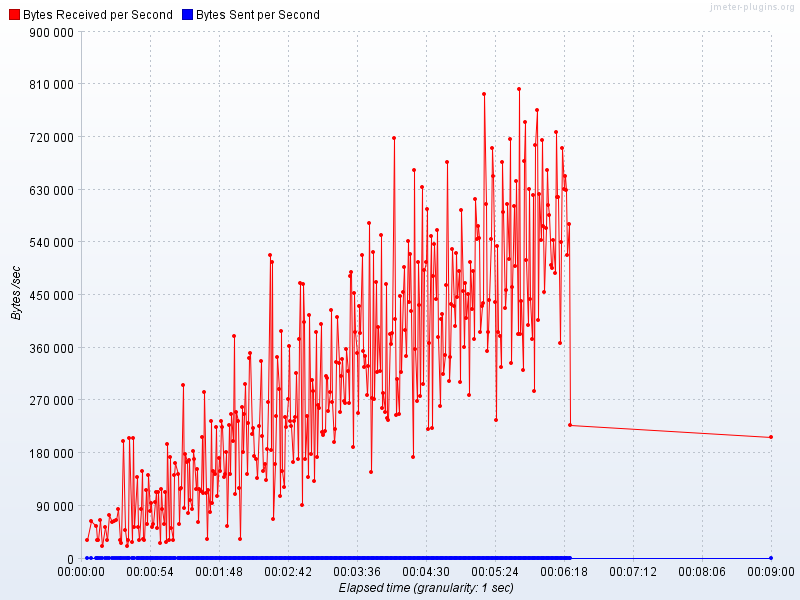 jmeter-plugins.org
Bytes Received per Second Bytes Sent per Second
900 000
810 000
720 000
630 000
540 000
450 000
360 000
270 000
180 000
90 000
0
Bytes /sec
00:00:00 00:00:54 00:01:48 00:02:42 00:03:36 00:04:30 00:05:24 00:06:18 00:07:12 00:08:06 00:09:00
Elapsed time (granularity: 1 sec)